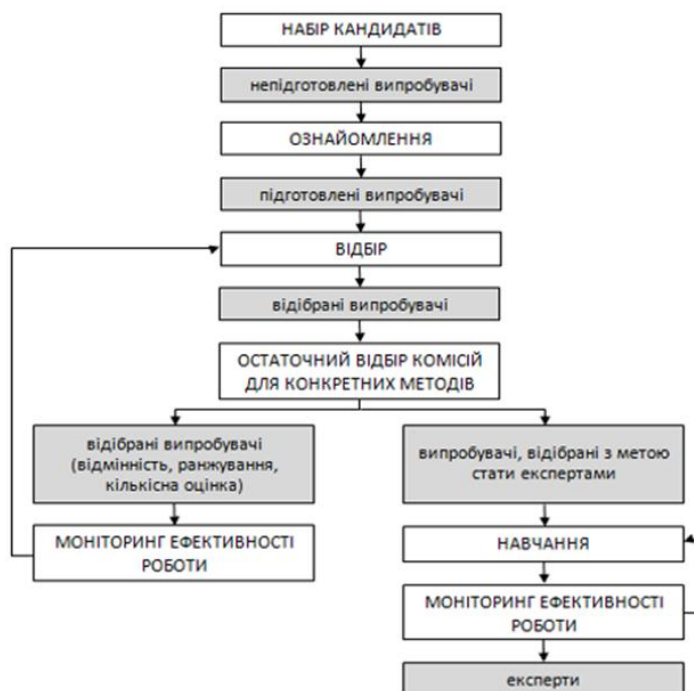 НАБІР КАНДИДАТІВ
непідготовлені випробувачі
ОЗНАЙОМЛЕННЯ
підготовлені випробувачі
ВІДБІР
відібрані випробувачі
ОСТАТОЧНИЙ ВІДБІР КОМІСІЙ
ДЛЯ КОНКРЕТНИХ МЕТОДІВ
відібрані випробувачі
(відмінність, ранжування,
кількісна оцінка)
МОНІТОРИНГ ЕФЕКТИВНОСТІ
РОБОТИ
випробувачі, відібрані з метою
стати експертами
НАВЧАННЯ
МОНІТОРИНГ ЕФЕКТИВНОСТІ
РОБОТИ
експерти